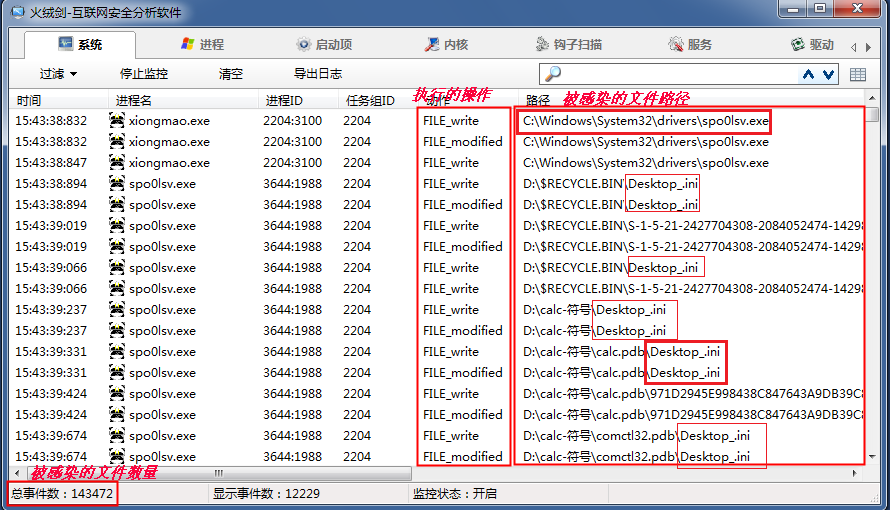 火绒剑-互联网安全分析软件
系统 进程 启动项 内核 钩子扫描 服务 驱动
过滤 停止监控 清空 导出日志
执行的操作 被感染的文件路径
时间 进程名 进程ID 任务组ID 动作 路径
15:43:38:832 xiongmao.exe 2204:3100 2204 FILE_write C:\Windows\System32\drivers\spo0lsv.exe
15:43:38:832 xiongmao.exe 2204:3100 2204 FILE_modified C:\Windows\System32\drivers\spo0lsv.exe
15:43:38:847 xiongmao.exe 2204:3100 2204 FILE_write C:\Windows\System32\drivers\spo0lsv.exe
15:43:38:894 spo0lsv.exe 3644:1988 2204 FILE_write D:\$RECYCLE.BIN\Desktop_.ini
15:43:38:894 spo0lsv.exe 3644:1988 2204 FILE_modified D:\$RECYCLE.BIN\Desktop_.ini
15:43:39:019 spo0lsv.exe 3644:1988 2204 FILE_write D:\$RECYCLE.BIN\S-1-5-21-2427704308-2084052474-14298
15:43:39:019 spo0lsv.exe 3644:1988 2204 FILE_modified D:\$RECYCLE.BIN\S-1-5-21-2427704308-2084052474-14298
15:43:39:066 spo0lsv.exe 3644:1988 2204 FILE_write D:\$RECYCLE.BIN\Desktop_.ini
15:43:39:066 spo0lsv.exe 3644:1988 2204 FILE_write D:\$RECYCLE.BIN\S-1-5-21-2427704308-2084052474-14298
15:43:39:237 spo0lsv.exe 3644:1988 2204 FILE_write D:\calc-符号\Desktop_.ini
15:43:39:237 spo0lsv.exe 3644:1988 2204 FILE_modified D:\calc-符号\Desktop_.ini
15:43:39:331 spo0lsv.exe 3644:1988 2204 FILE_write D:\calc-符号\calc.pdb\Desktop_.ini
15:43:39:331 spo0lsv.exe 3644:1988 2204 FILE_modified D:\calc-符号\calc.pdb\Desktop_.ini
15:43:39:424 spo0lsv.exe 3644:1988 2204 FILE_write D:\calc-符号\calc.pdb\971D2945E998438C847643A9DB39C8
15:43:39:424 spo0lsv.exe 3644:1988 2204 FILE_modified D:\calc-符号\calc.pdb\971D2945E998438C847643A9DB39C8
15:43:39:674 spo0lsv.exe 3644:1988 2204 FILE_write D:\calc-符号\comctl32.pdb\Desktop_.ini
15:43:39:674 spo0lsv.exe 3644:1988 2204 FILE_modified D:\calc-符号\comctl32.pdb\Desktop_.ini
被感染的文件数量
总事件数：143472 显示事件数：12229 监控状态：开启